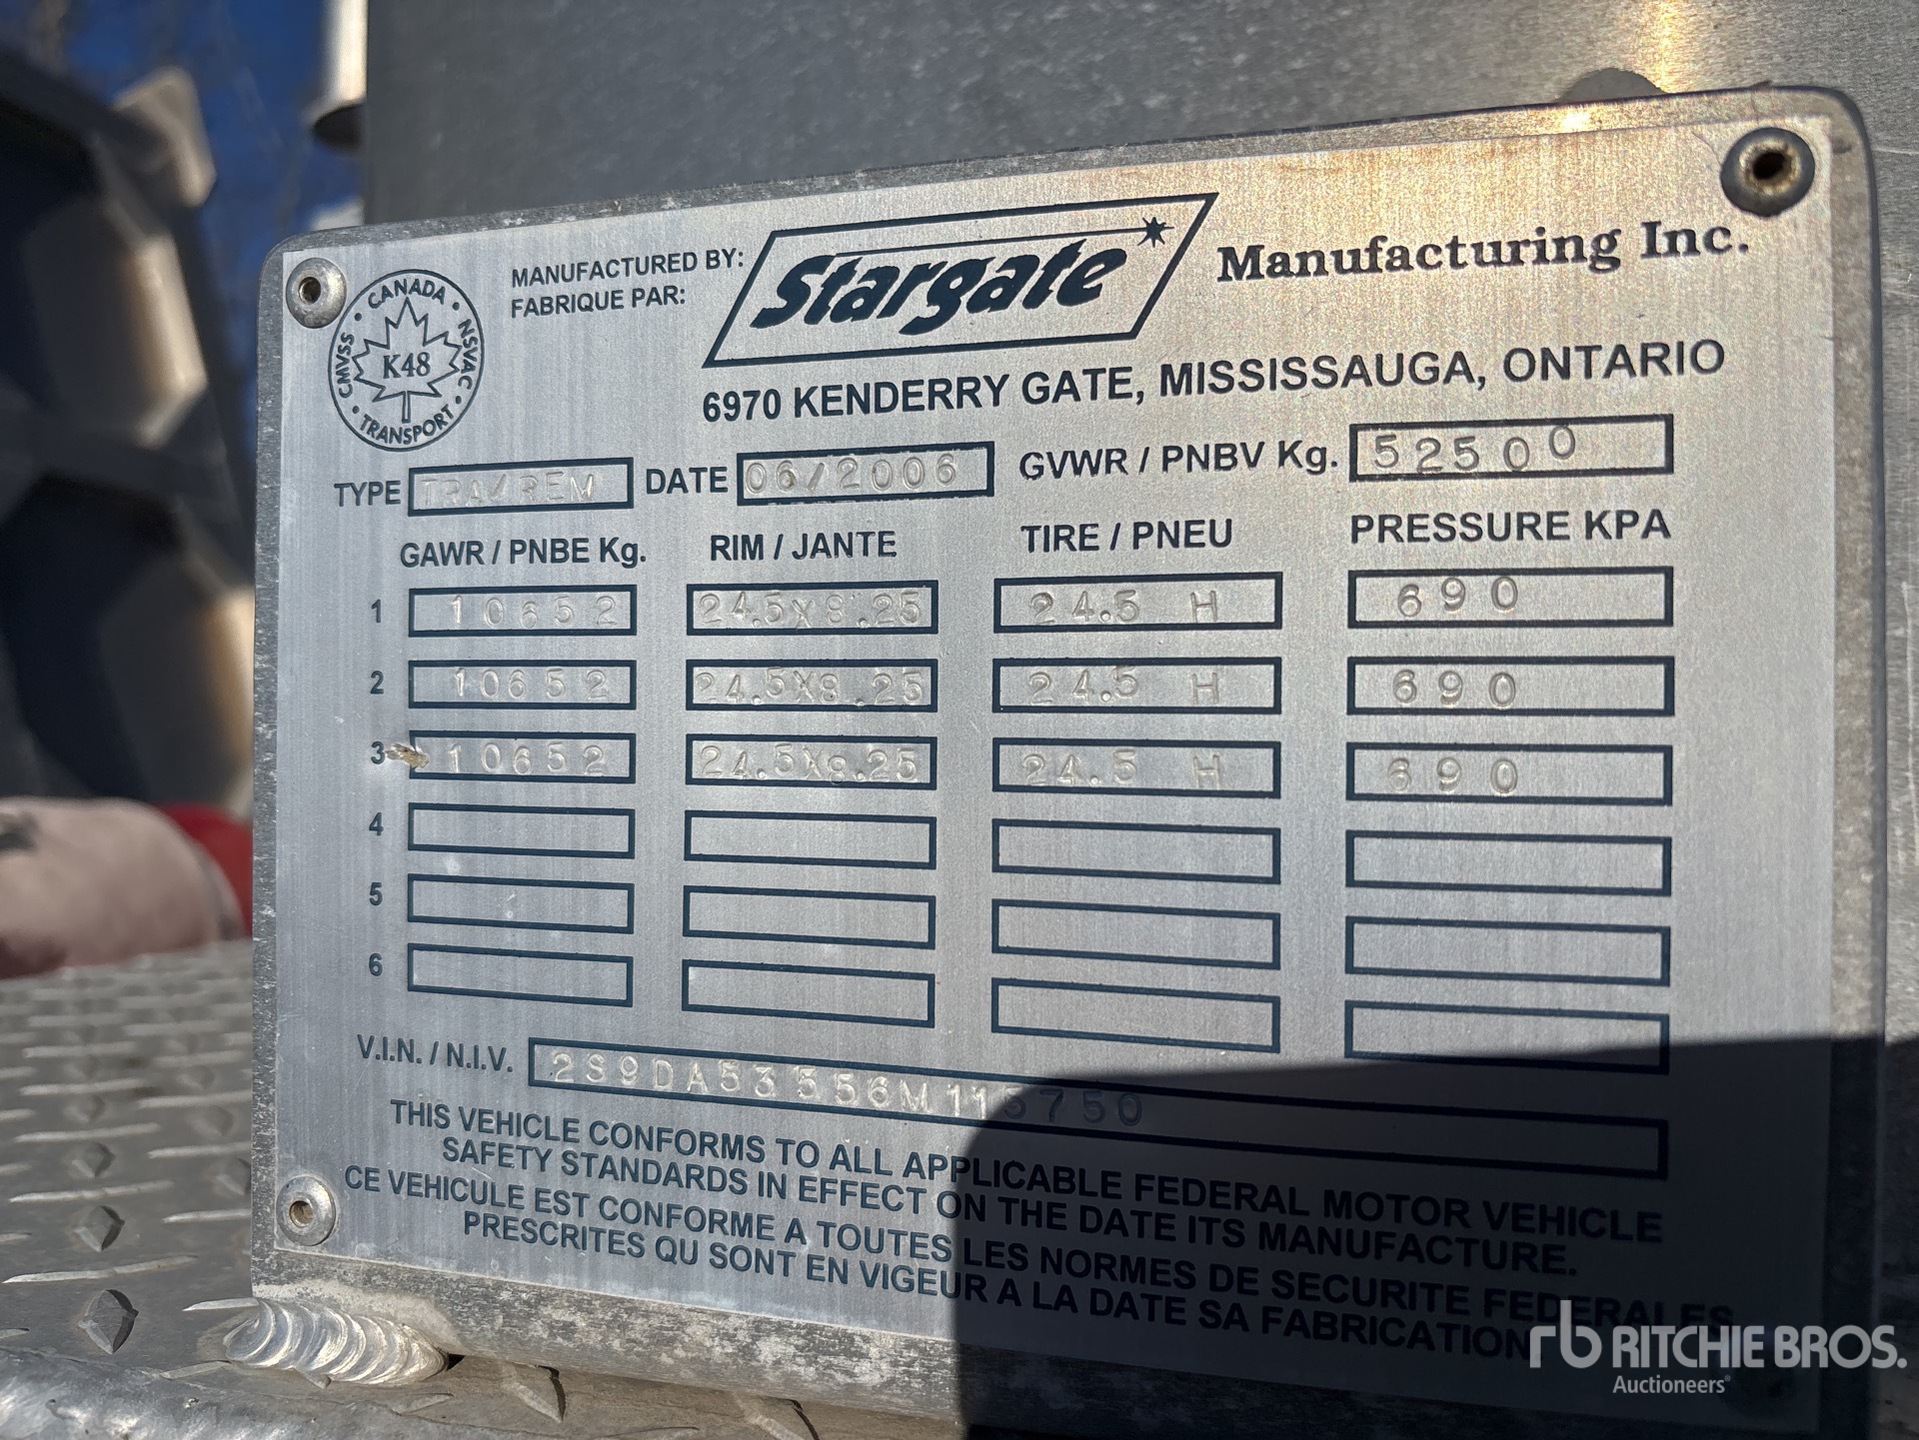 CANADA · NSVAC · TRANSPORT · CMVSS ·
K48
MANUFACTURED BY:
FABRIQUE PAR:
Stargate Manufacturing Inc.
6970 KENDERRY GATE, MISSISSAUGA, ONTARIO
TYPE TRA/REM DATE 06/2006 GVWR / PNBV Kg. 52500
GAWR / PNBE Kg. RIM / JANTE TIRE / PNEU PRESSURE KPA
1 10652 24.5X8.25 24.5 H 690
2 10652 24.5X8.25 24.5 H 690
3 10652 24.5X8.25 24.5 H 690
4
5
6
V.I.N. / N.I.V. 2S9DA53556M115750
THIS VEHICLE CONFORMS TO ALL APPLICABLE FEDERAL MOTOR VEHICLE
SAFETY STANDARDS IN EFFECT ON THE DATE ITS MANUFACTURE.
CE VEHICULE EST CONFORME A TOUTES LES NORMES DE SECURITE FEDERALES
PRESCRITES QU SONT EN VIGEUR A LA DATE SA FABRICATION
rb RITCHIE BROS.
Auctioneers®